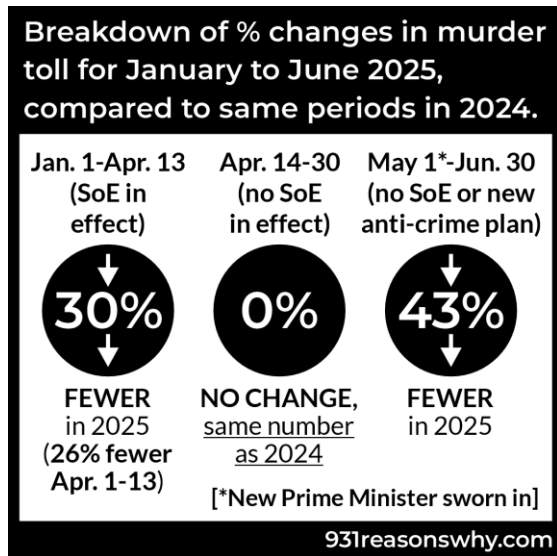 Breakdown of % changes in murder
toll for January to June 2025,
compared to same periods in 2024.
Jan. 1-Apr. 13
(SoE in
effect)
30%
FEWER
in 2025
(26% fewer
Apr. 1-13)
Apr. 14-30
(no SoE
in effect)
0%
NO CHANGE,
same number
as 2024
May 1*-Jun. 30
(no SoE or new
anti-crime plan)
43%
FEWER
in 2025
[*New Prime Minister sworn in]
931reasonswhy.com